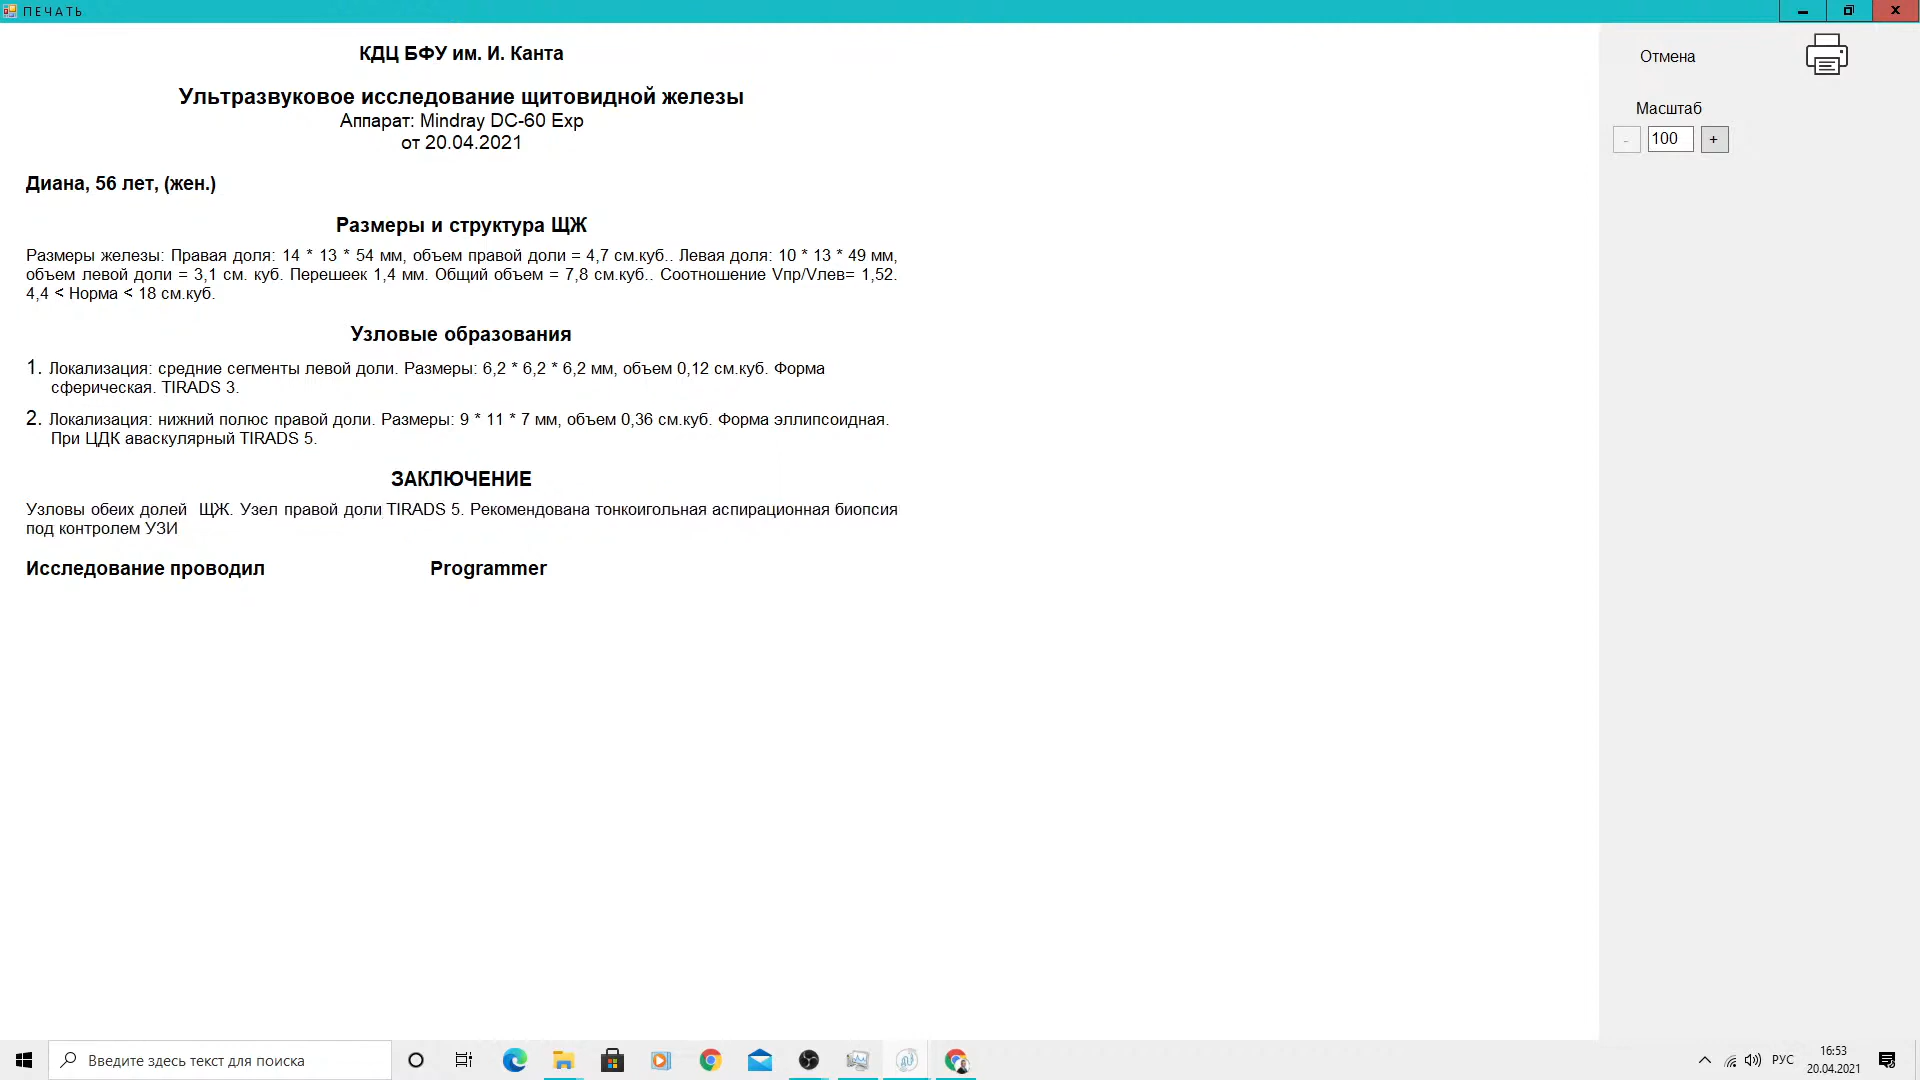 ПЕЧАТЬ
КДЦ БФУ им. И. Канта
Ультразвуковое исследование щитовидной железы
Аппарат: Mindray DC-60 Exp
от 20.04.2021
Диана, 56 лет, (жен.)
Размеры и структура ЩЖ
Размеры железы: Правая доля: 14 * 13 * 54 мм, объем правой доли = 4,7 см.куб.. Левая доля: 10 * 13 * 49 мм,
объем левой доли = 3,1 см. куб. Перешеек 1,4 мм. Общий объем = 7,8 см.куб.. Соотношение Vпр/Vлев= 1,52.
4,4 < Норма < 18 см.куб.
Узловые образования
1. Локализация: средние сегменты левой доли. Размеры: 6,2 * 6,2 * 6,2 мм, объем 0,12 см.куб. Форма
сферическая. TIRADS 3.
2. Локализация: нижний полюс правой доли. Размеры: 9 * 11 * 7 мм, объем 0,36 см.куб. Форма эллипсоидная.
При ЦДК аваскулярный TIRADS 5.
ЗАКЛЮЧЕНИЕ
Узловы обеих долей ЩЖ. Узел правой доли TIRADS 5. Рекомендована тонкоигольная аспирационная биопсия
под контролем УЗИ
Исследование проводил Programmer
Отмена
Масштаб
- 100 +
Введите здесь текст для поиска
РУС
16:53
20.04.2021